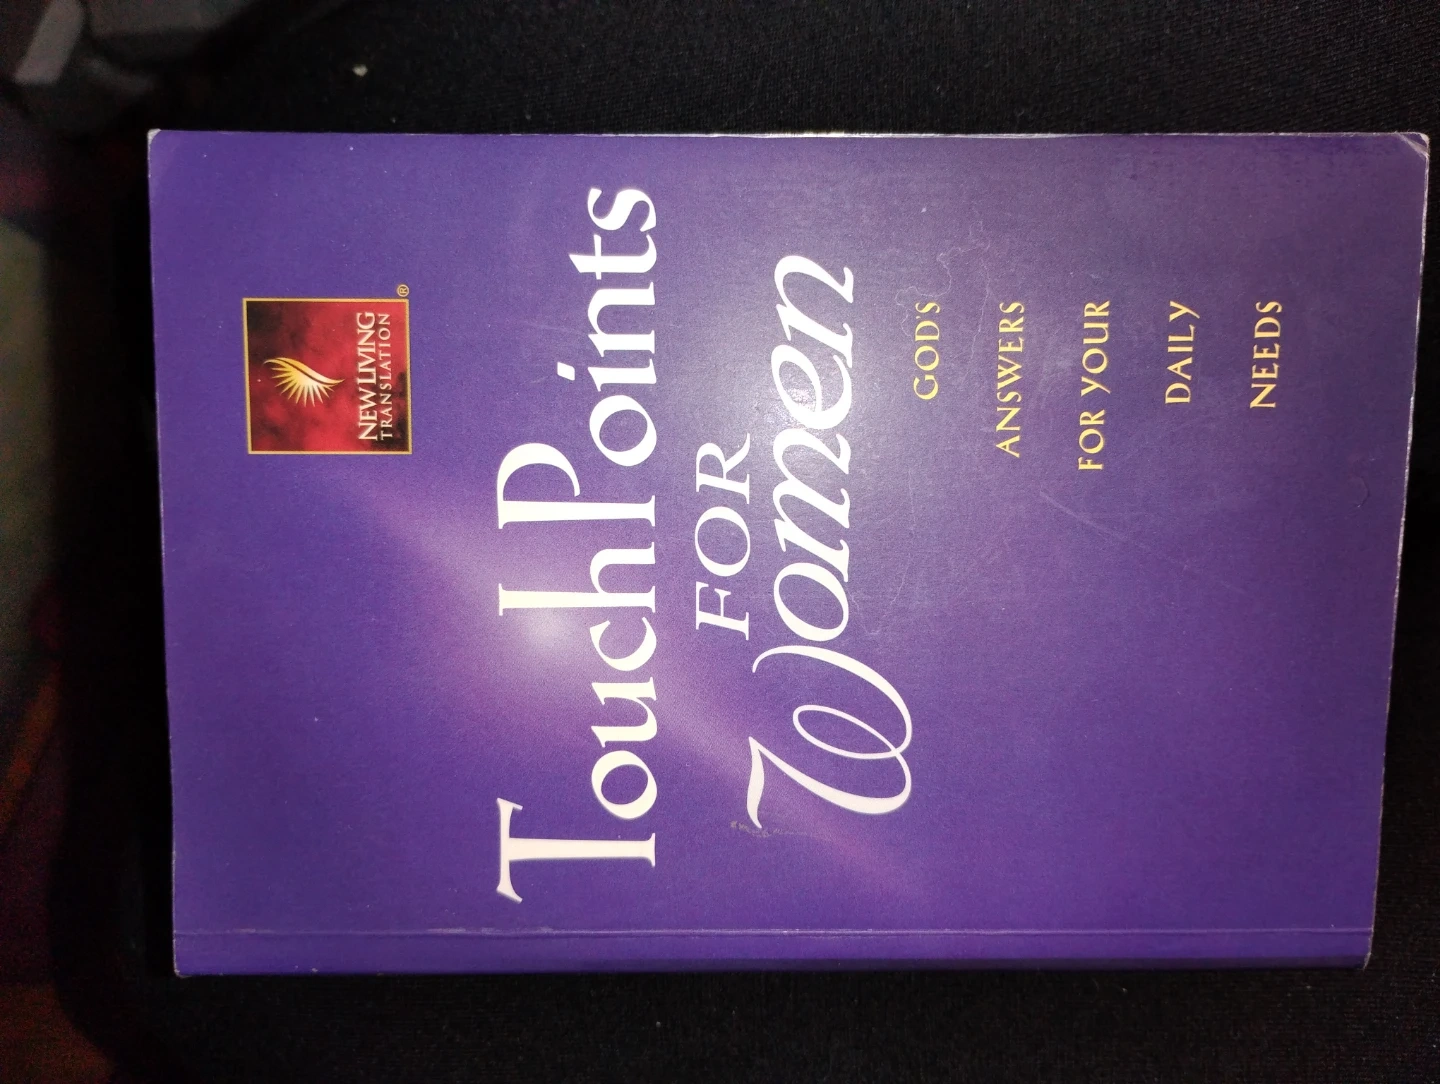 NEW LIVING
TRANSLATION®
TouchPoints
FOR
Women
GOD'S
ANSWERS
FOR YOUR
DAILY
NEEDS